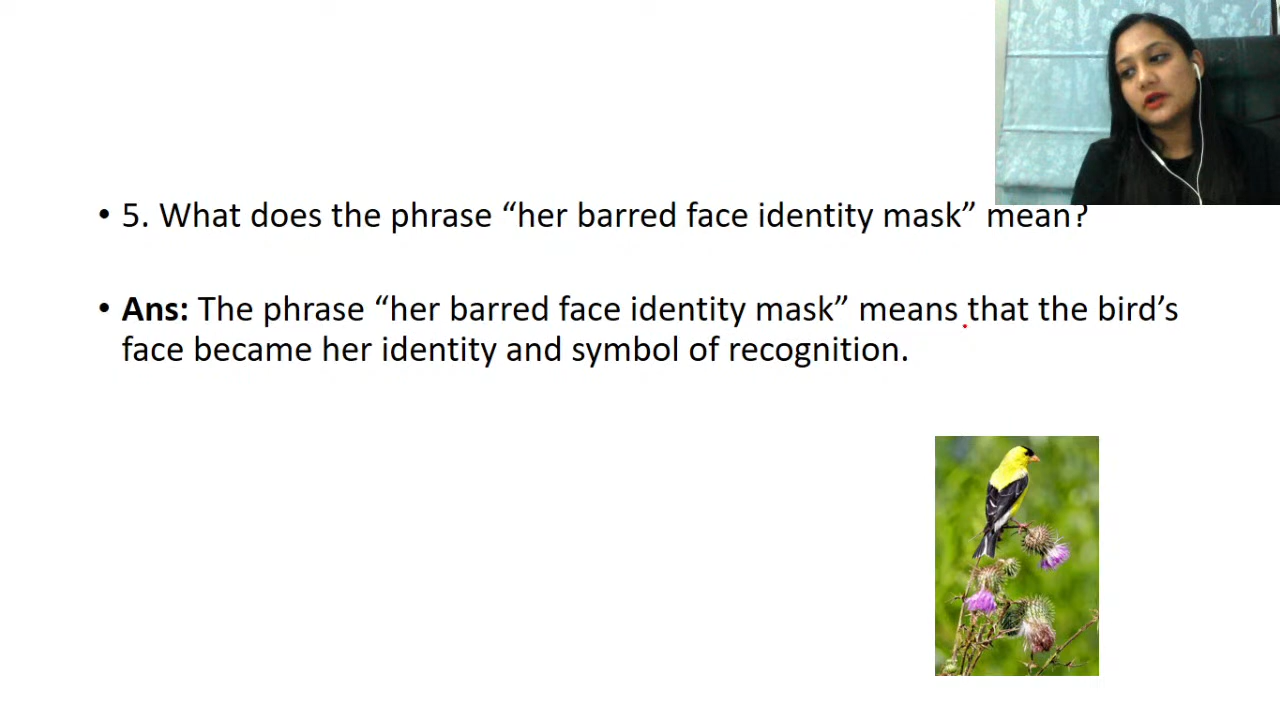 • 5. What does the phrase “her barred face identity mask” mean?
• Ans: The phrase “her barred face identity mask” means that the bird’s
face became her identity and symbol of recognition.